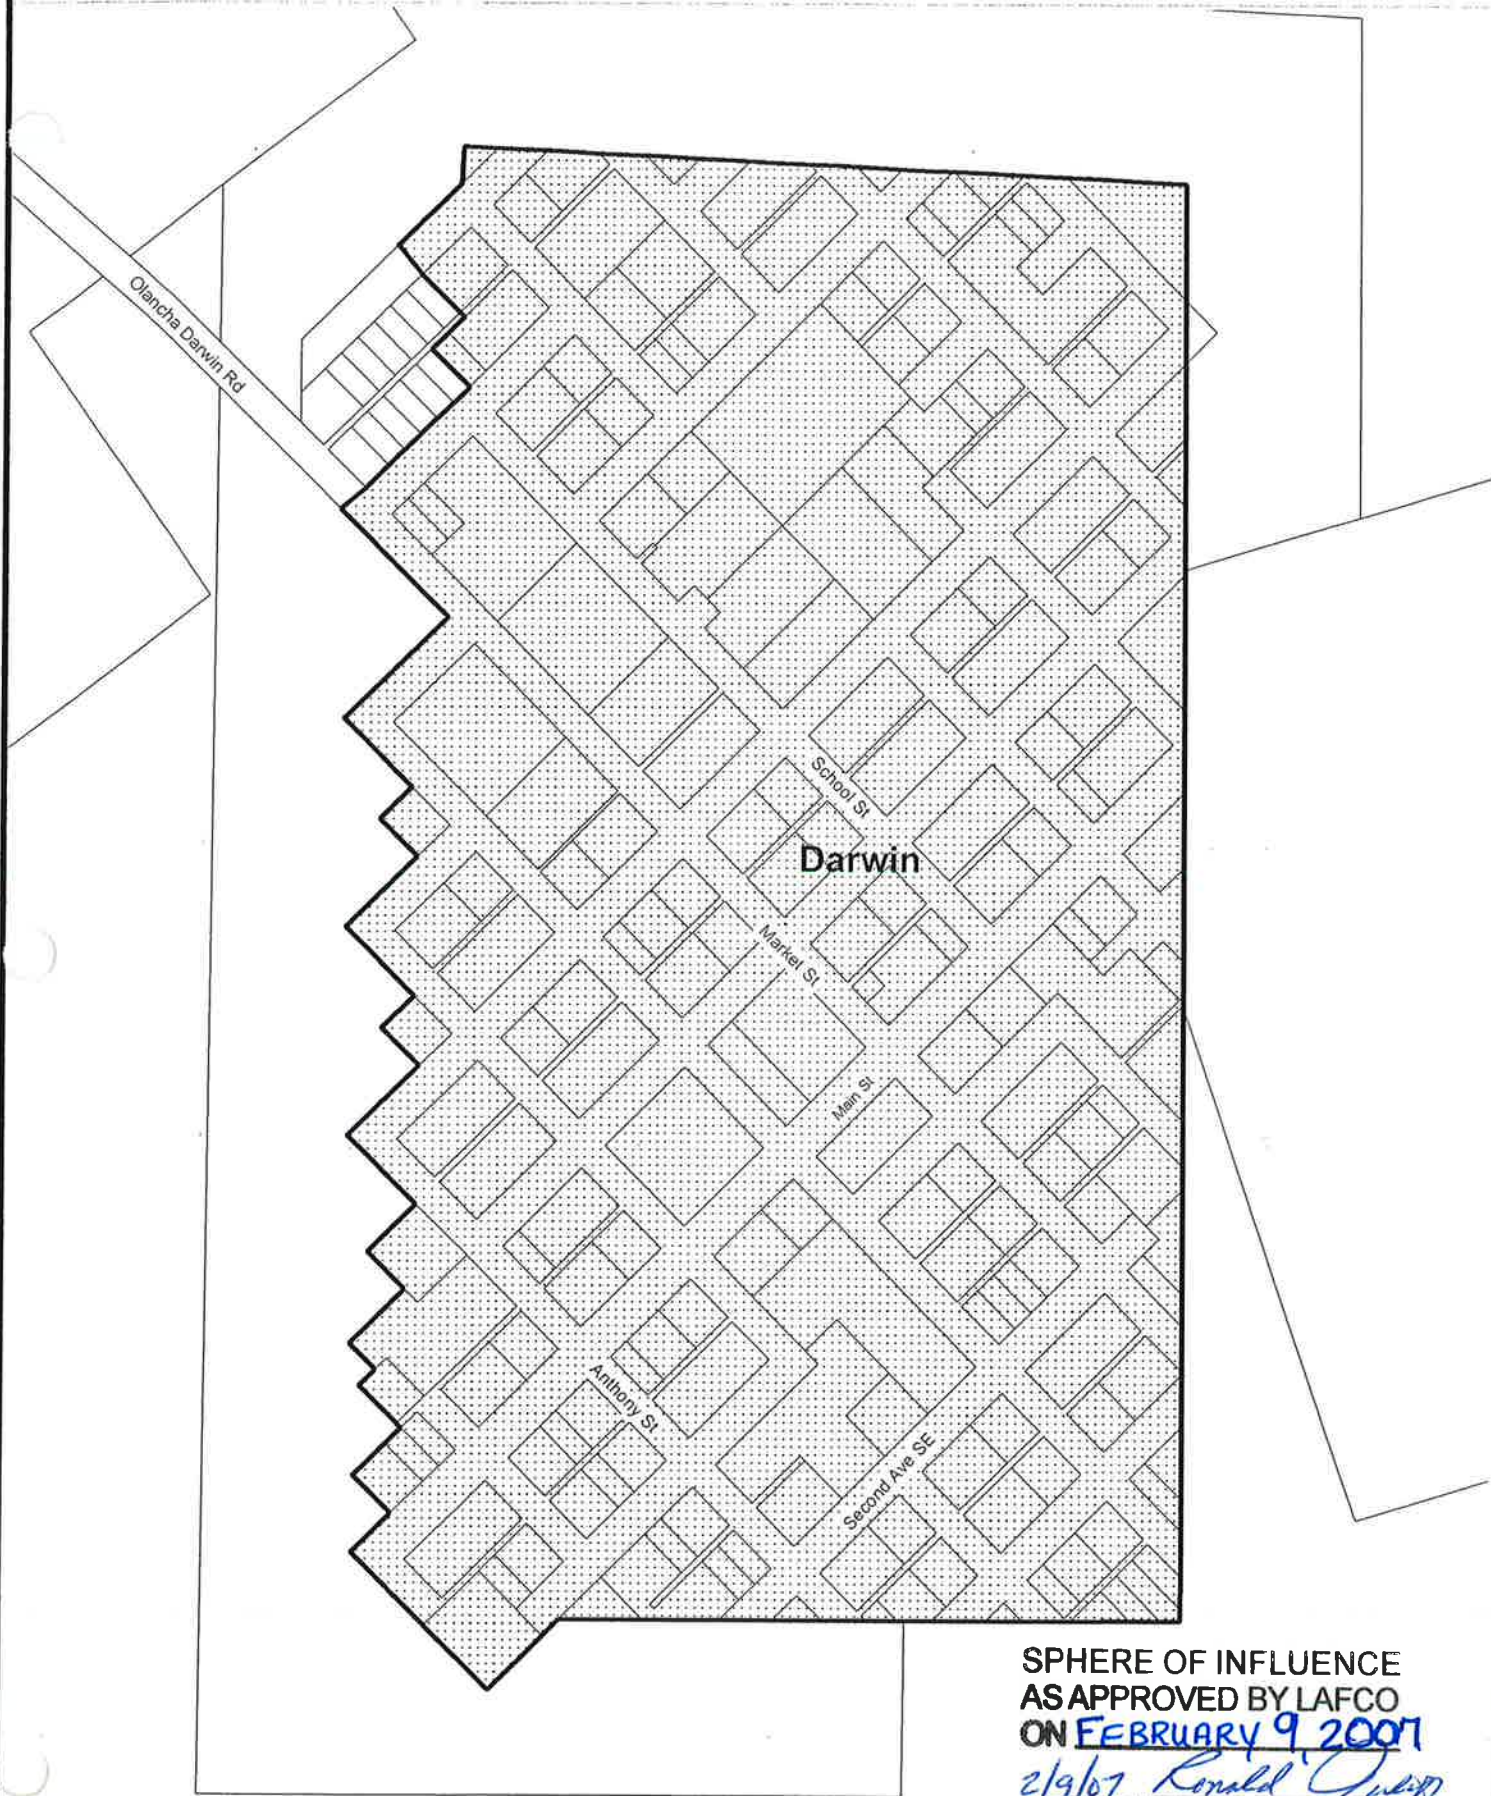 Olancha Darwin Rd
School St
Darwin
Market St
Main St
Anthony St
Second Ave SE
SPHERE OF INFLUENCE
AS APPROVED BY LAFCO
ON FEBRUARY 9, 2007
2/9/07 Ronald